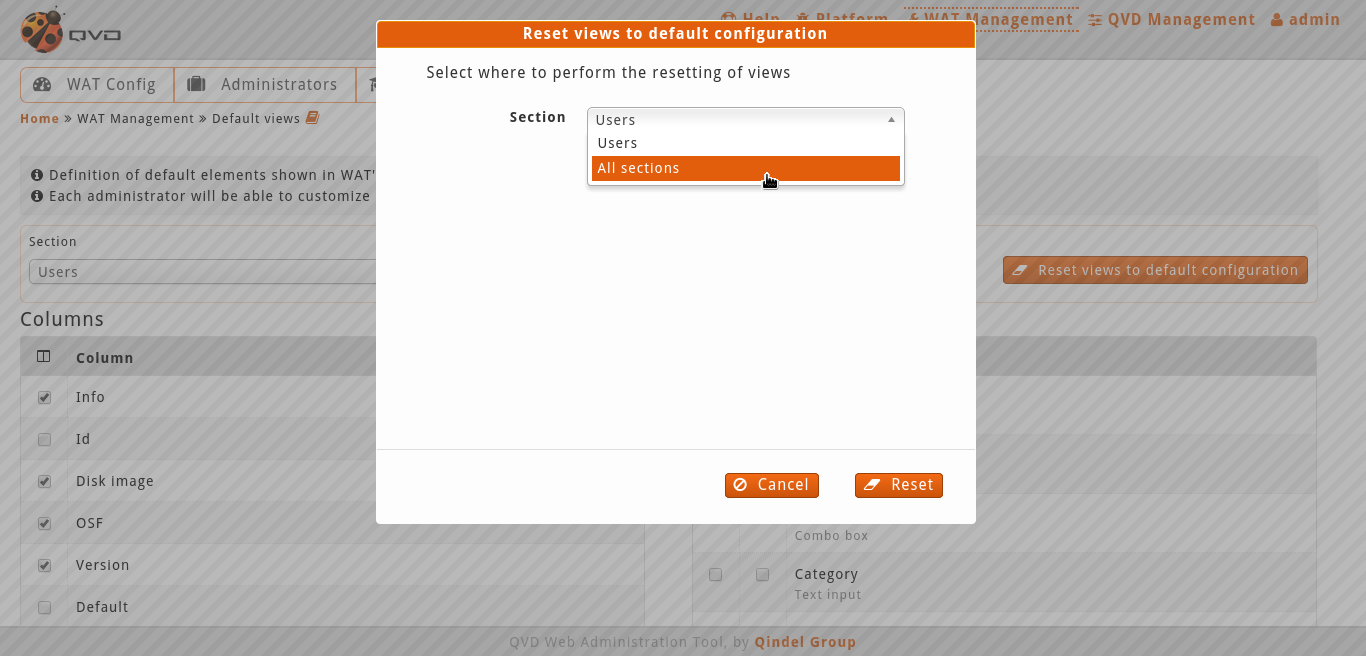 QVD
Help Platform WAT Management QVD Management admin
WAT Config Administrators
Home » WAT Management » Default views
Definition of default elements shown in WAT'
Each administrator will be able to customize
Section
Users
Reset views to default configuration
Reset views to default configuration
Select where to perform the resetting of views
Section
Users
Users
All sections
Cancel
Reset
Columns
Column
Info
Id
Disk image
OSF
Version
Default
Combo box
Category
Text input
QVD Web Administration Tool, by Qindel Group